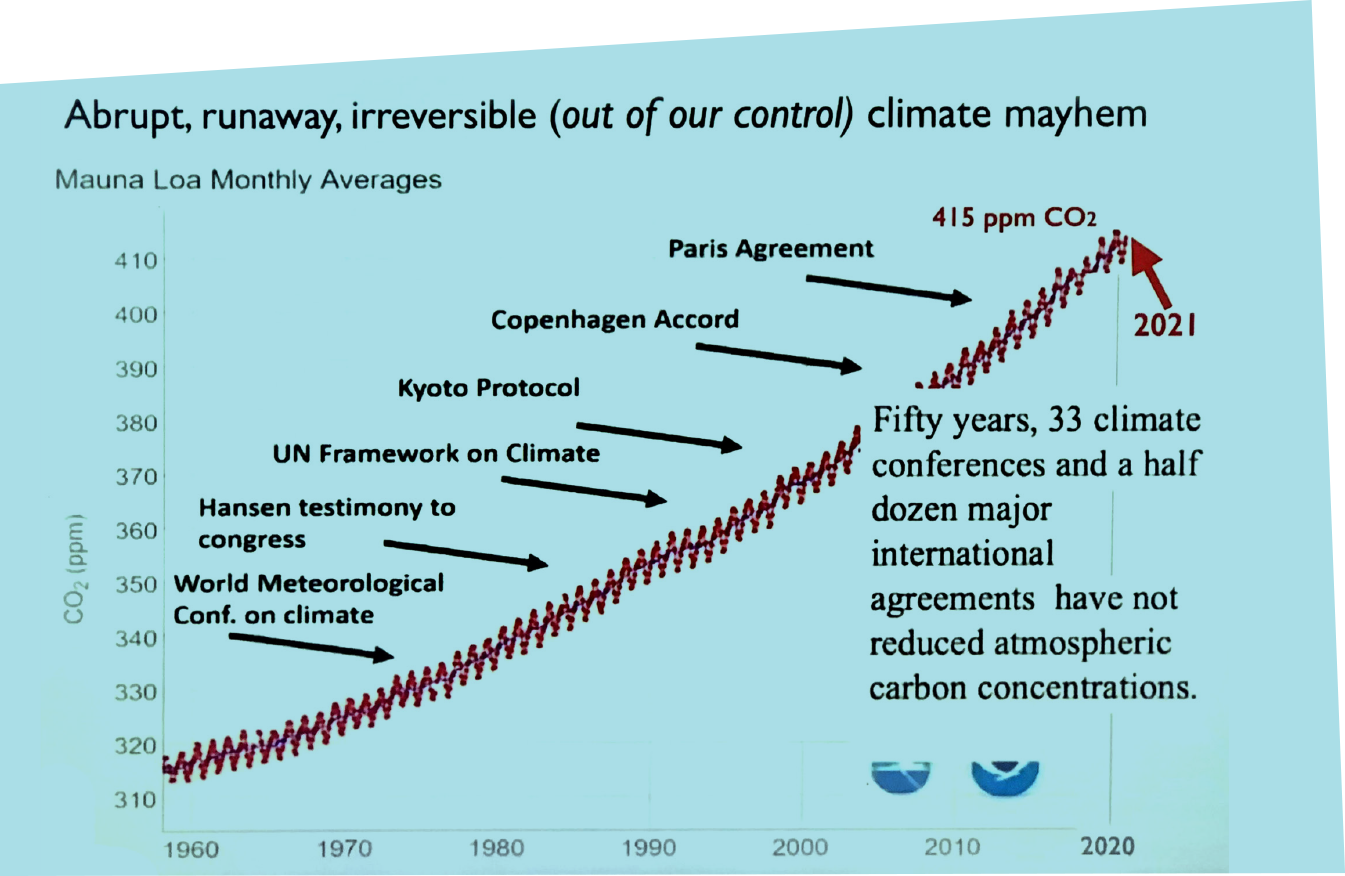 Abrupt, runaway, irreversible (out of our control) climate mayhem
Mauna Loa Monthly Averages
415 ppm CO2
Paris Agreement
2021
Copenhagen Accord
Kyoto Protocol
UN Framework on Climate
Hansen testimony to
congress
World Meteorological
Conf. on climate
Fifty years, 33 climate
conferences and a half
dozen major
international
agreements have not
reduced atmospheric
carbon concentrations.
CO₂ (ppm)
410
400
390
380
370
360
350
340
330
320
310
1960 1970 1980 1990 2000 2010 2020